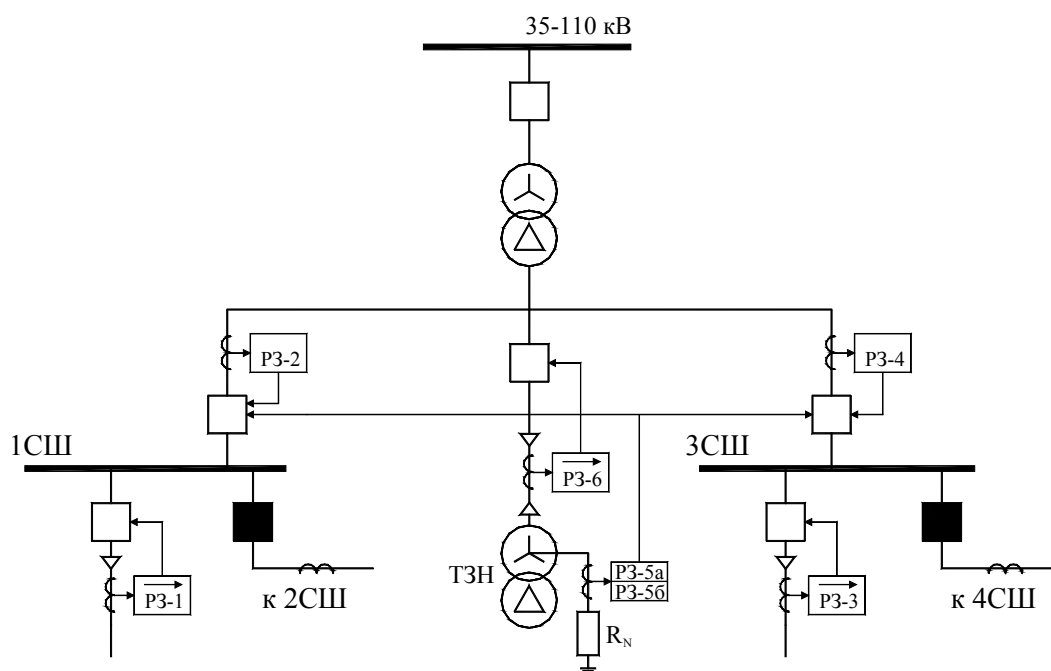 35-110 кВ
РЗ-2
РЗ-4
1СШ
3СШ
РЗ-6
ТЗН
РЗ-5а
РЗ-5б
РЗ-1
к 2СШ
РЗ-3
к 4СШ
R_N